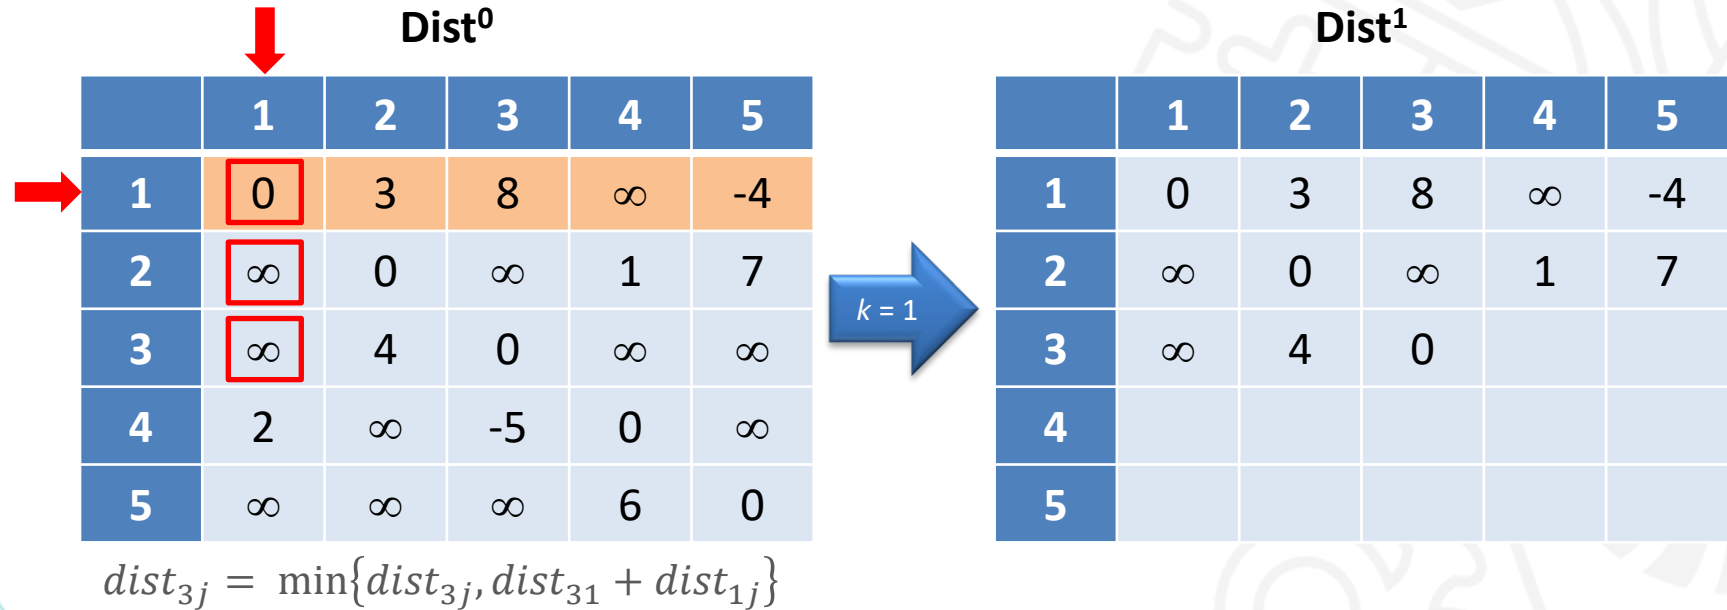 Dist⁰ Dist¹
1 2 3 4 5 1 2 3 4 5
1 0 3 8 ∞ -4 1 0 3 8 ∞ -4
2 ∞ 0 ∞ 1 7 2 ∞ 0 ∞ 1 7
k = 1
3 ∞ 4 0 ∞ ∞ 3 ∞ 4 0
4 2 ∞ -5 0 ∞ 4
5 ∞ ∞ ∞ 6 0 5
dist₃ⱼ = min{dist₃ⱼ, dist₃₁ + dist₁ⱼ}